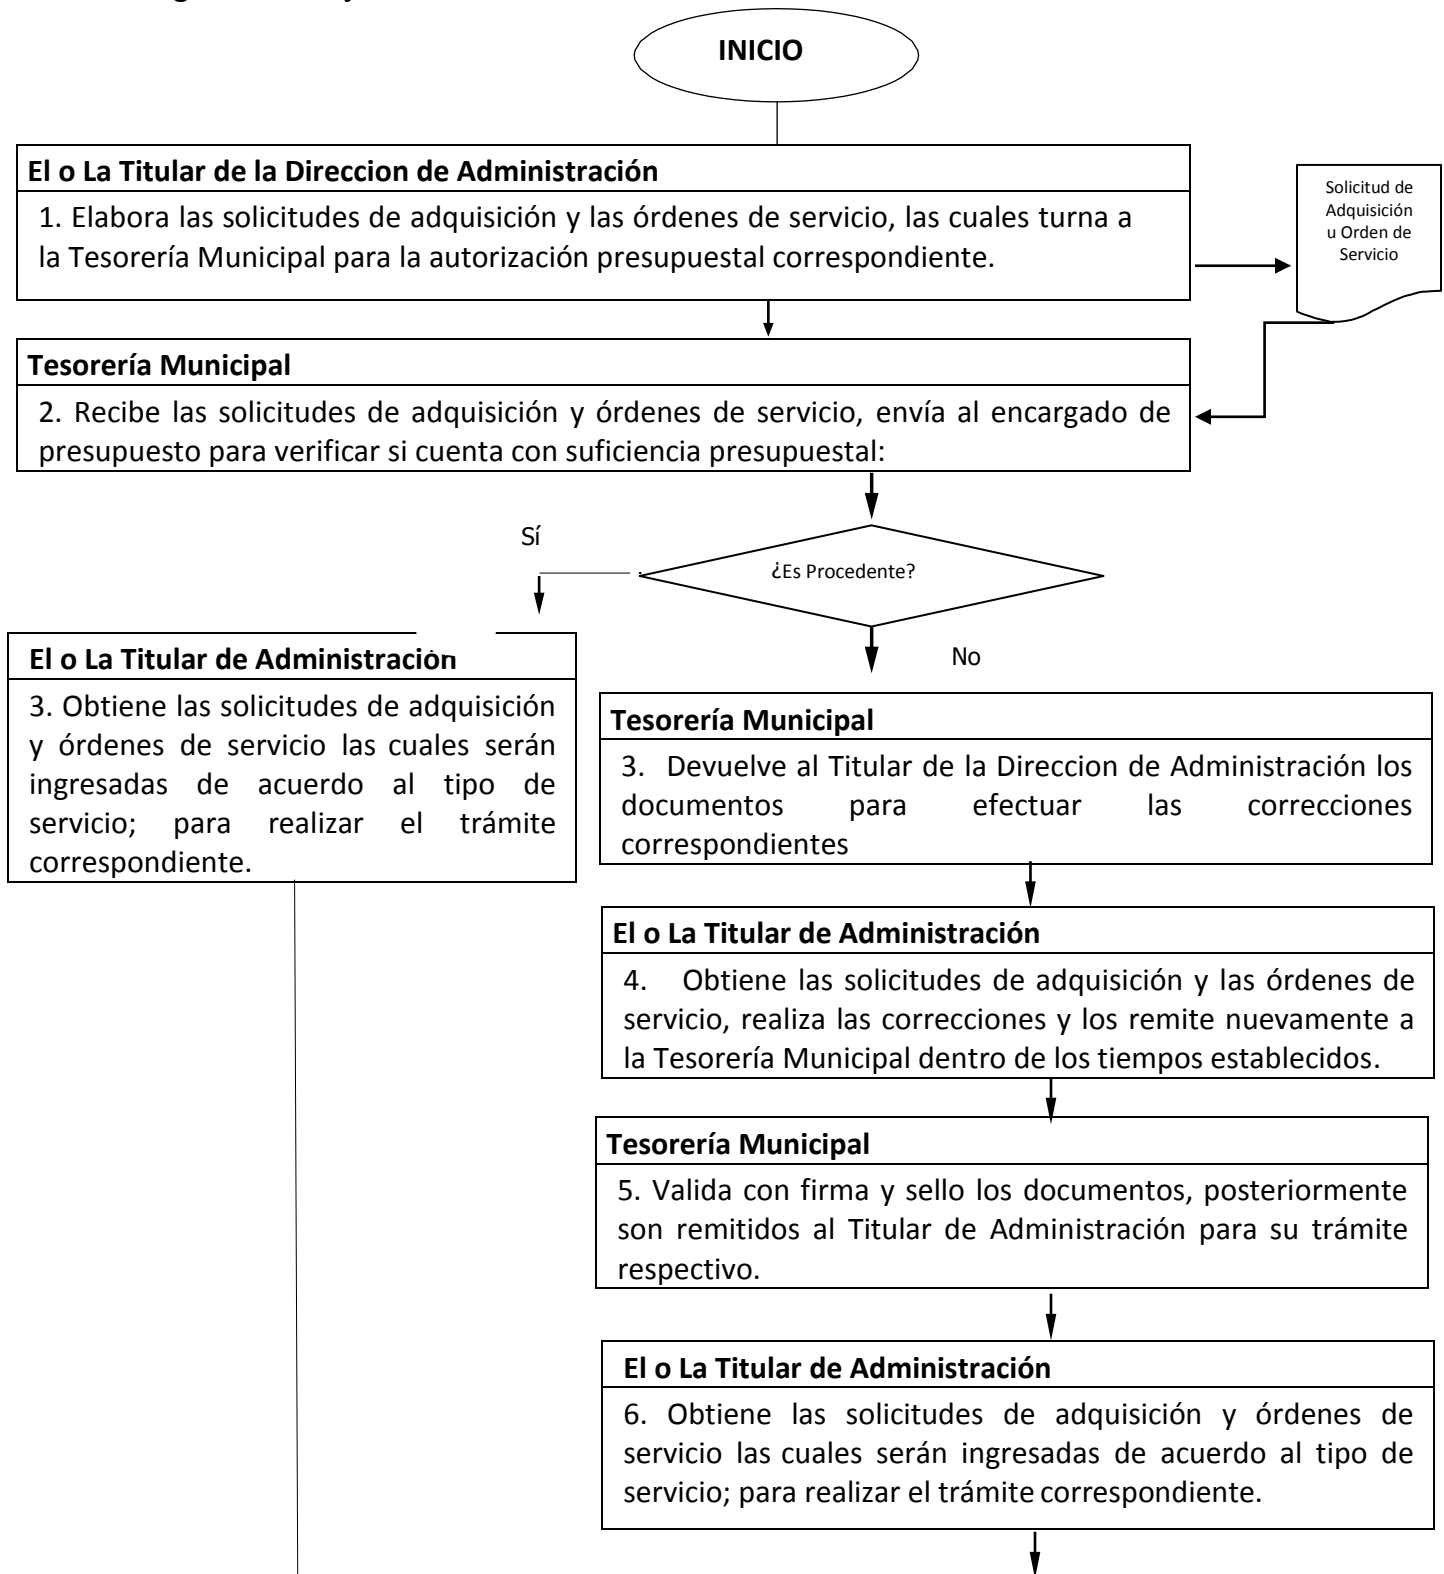 INICIO
El o La Titular de la Direccion de Administración
1. Elabora las solicitudes de adquisición y las órdenes de servicio, las cuales turna a
la Tesorería Municipal para la autorización presupuestal correspondiente.
Solicitud de
Adquisición
u Orden de
Servicio
Tesorería Municipal
2. Recibe las solicitudes de adquisición y órdenes de servicio, envía al encargado de
presupuesto para verificar si cuenta con suficiencia presupuestal:
Sí
¿Es Procedente?
No
El o La Titular de Administración
3. Obtiene las solicitudes de adquisición
y órdenes de servicio las cuales serán
ingresadas de acuerdo al tipo de
servicio; para realizar el trámite
correspondiente.
Tesorería Municipal
3. Devuelve al Titular de la Direccion de Administración los
documentos para efectuar las correcciones
correspondientes
El o La Titular de Administración
4. Obtiene las solicitudes de adquisición y las órdenes de
servicio, realiza las correcciones y los remite nuevamente a
la Tesorería Municipal dentro de los tiempos establecidos.
Tesorería Municipal
5. Valida con firma y sello los documentos, posteriormente
son remitidos al Titular de Administración para su trámite
respectivo.
El o La Titular de Administración
6. Obtiene las solicitudes de adquisición y órdenes de
servicio las cuales serán ingresadas de acuerdo al tipo de
servicio; para realizar el trámite correspondiente.